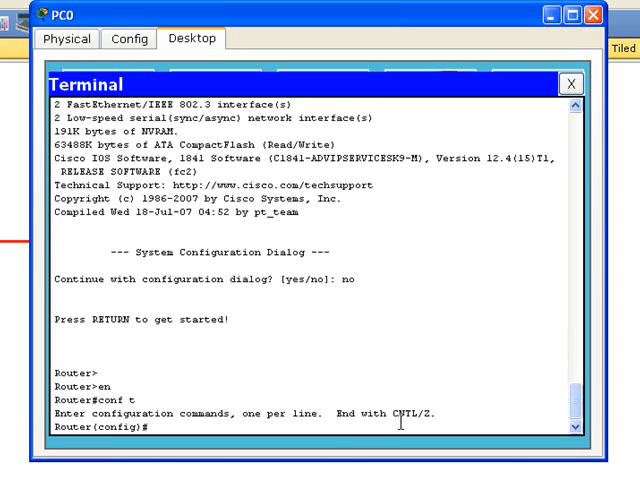 PC0
Physical
Config
Desktop
Tiled
Terminal
X
2 FastEthernet/IEEE 802.3 interface(s)
2 Low-speed serial(sync/async) network interface(s)
191K bytes of NVRAM.
63488K bytes of ATA CompactFlash (Read/Write)
Cisco IOS Software, 1841 Software (C1841-ADVIPSERVICESK9-M), Version 12.4(15)T1,
RELEASE SOFTWARE (fc2)
Technical Support: http://www.cisco.com/techsupport
Copyright (c) 1986-2007 by Cisco Systems, Inc.
Compiled Wed 18-Jul-07 04:52 by pt_team
--- System Configuration Dialog ---
Continue with configuration dialog? [yes/no]: no
Press RETURN to get started!
Router>
Router>en
Router#conf t
Enter configuration commands, one per line.  End with CNTL/Z.
Router(config)#